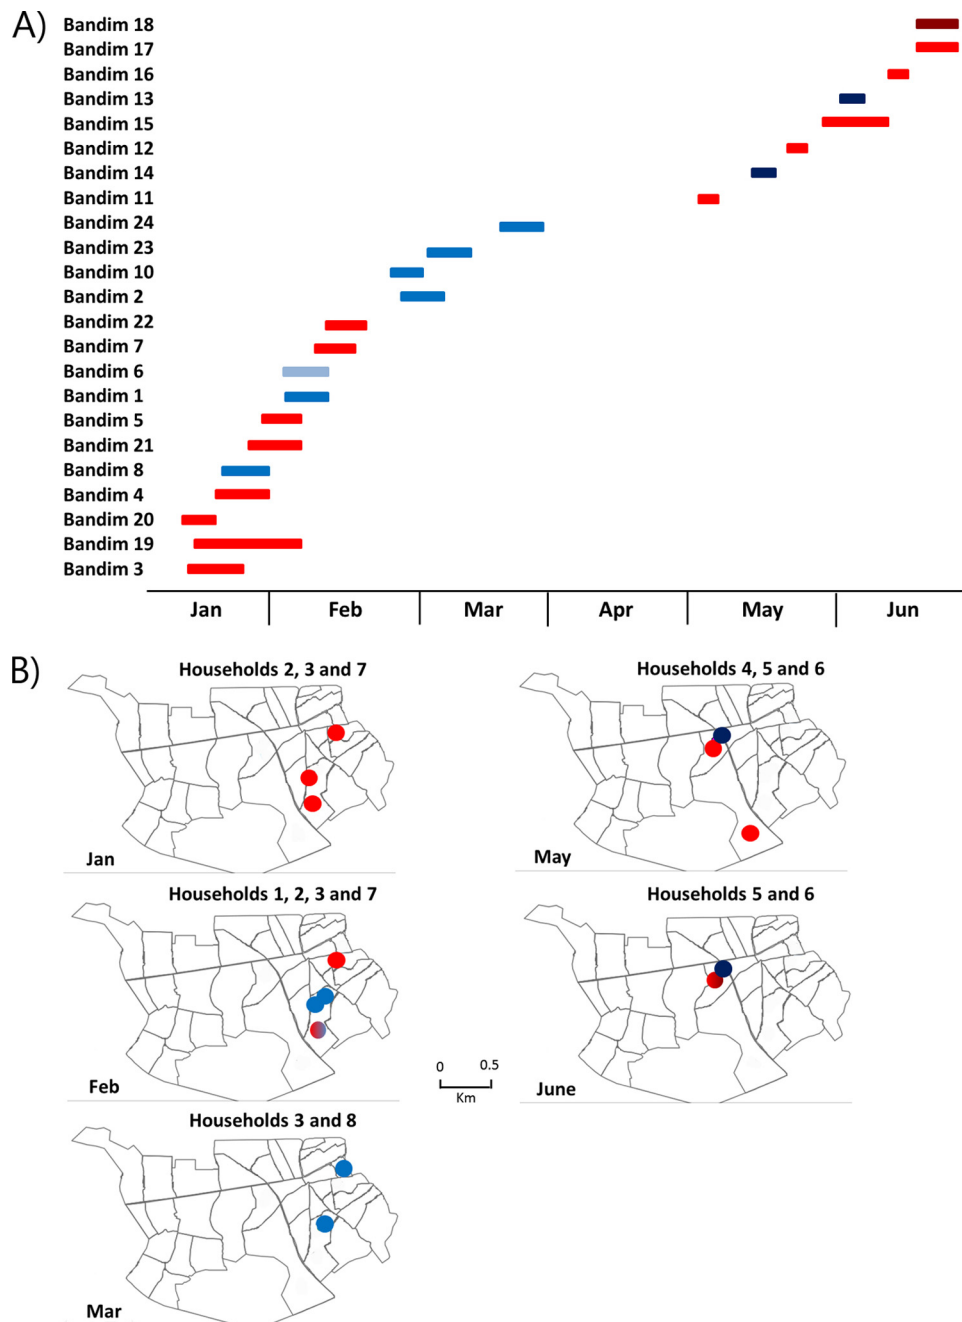 A)
Bandim 18
Bandim 17
Bandim 16
Bandim 13
Bandim 15
Bandim 12
Bandim 14
Bandim 11
Bandim 24
Bandim 23
Bandim 10
Bandim 2
Bandim 22
Bandim 7
Bandim 6
Bandim 1
Bandim 5
Bandim 21
Bandim 8
Bandim 4
Bandim 20
Bandim 19
Bandim 3
Jan Feb Mar Apr May Jun
B)
Households 2, 3 and 7
Jan
Households 4, 5 and 6
May
Households 1, 2, 3 and 7
Feb
Households 5 and 6
June
0 0.5
Km
Households 3 and 8
Mar